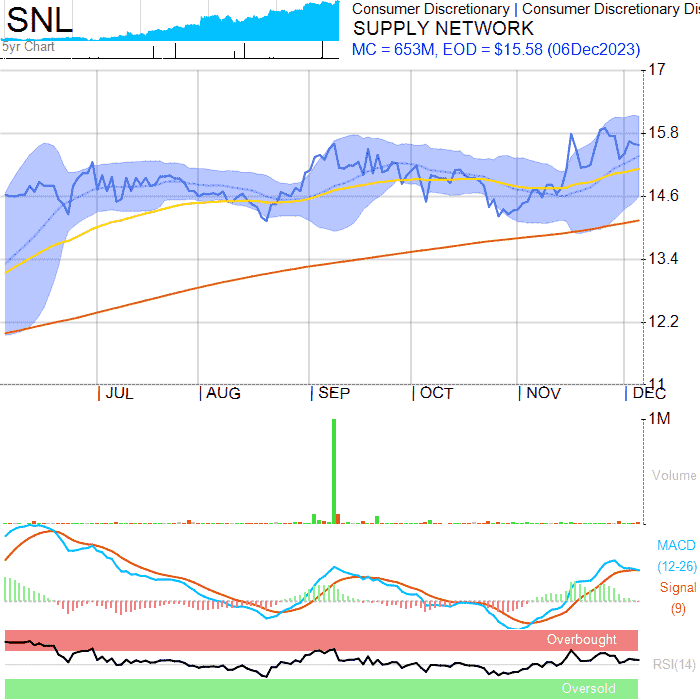 SNL
Consumer Discretionary | Consumer Discretionary Dis
SUPPLY NETWORK
5yr Chart
MC = 653M, EOD = $15.58 (06Dec2023)
17
15.8
14.6
13.4
12.2
11
JUL AUG SEP OCT NOV DEC
1M
Volume
MACD
(12-26)
Signal
(9)
Overbought
RSI(14)
Oversold